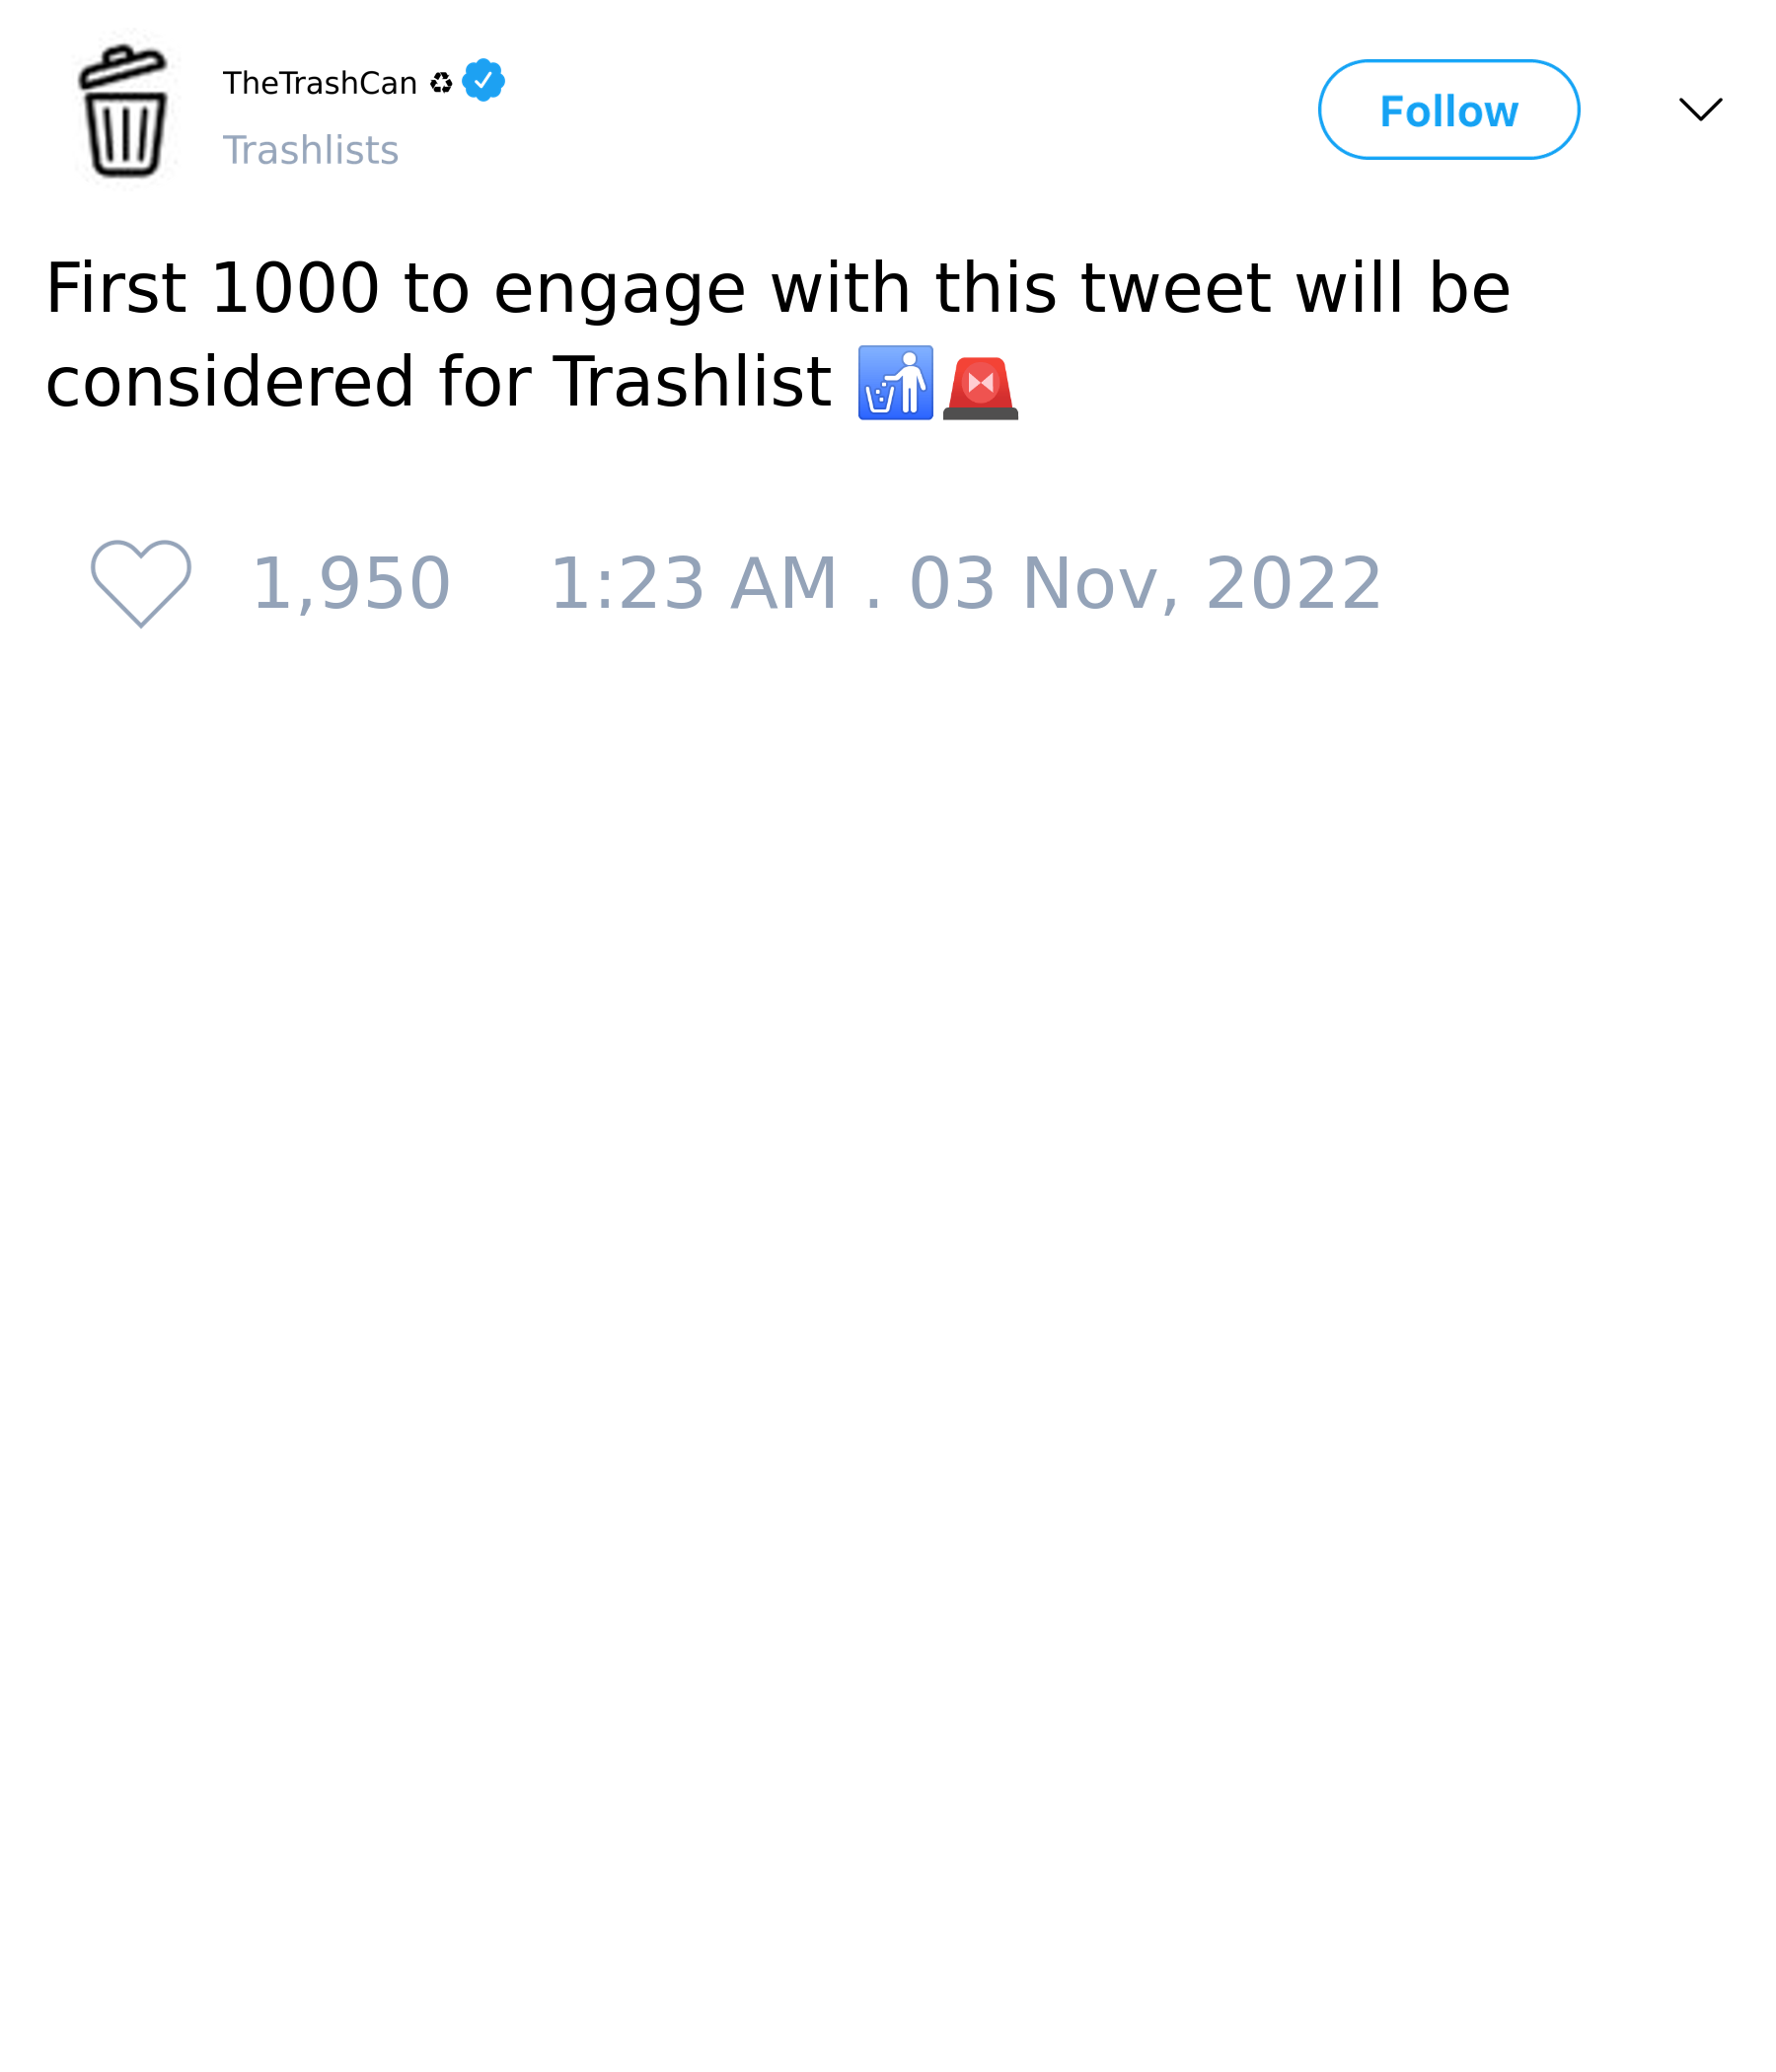 TheTrashCan ♻
Trashlists
Follow
First 1000 to engage with this tweet will be
considered for Trashlist 🚮🚨
1,950 1:23 AM . 03 Nov, 2022